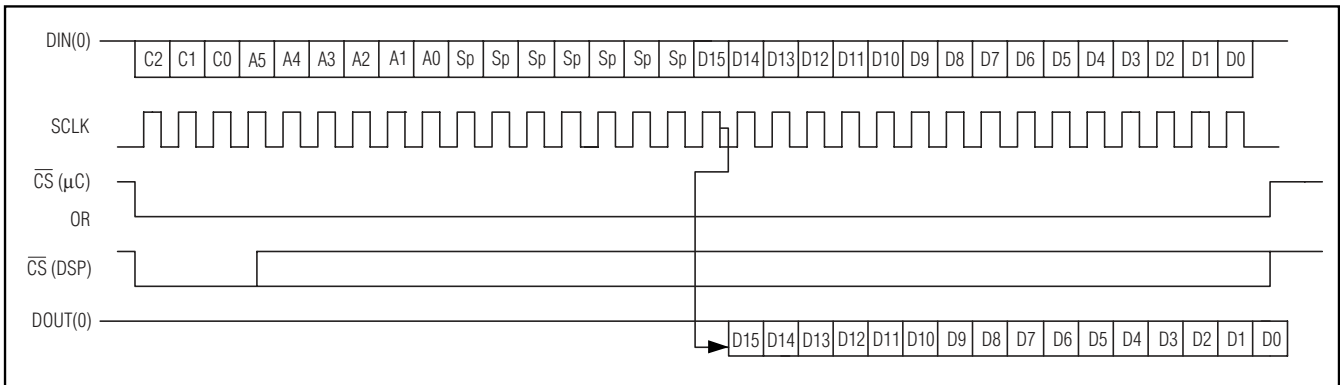 DIN(0)
C2 C1 C0 A5 A4 A3 A2 A1 A0 Sp Sp Sp Sp Sp Sp Sp D15 D14 D13 D12 D11 D10 D9 D8 D7 D6 D5 D4 D3 D2 D1 D0
SCLK
CS (μC)
OR
CS (DSP)
DOUT(0)
D15 D14 D13 D12 D11 D10 D9 D8 D7 D6 D5 D4 D3 D2 D1 D0